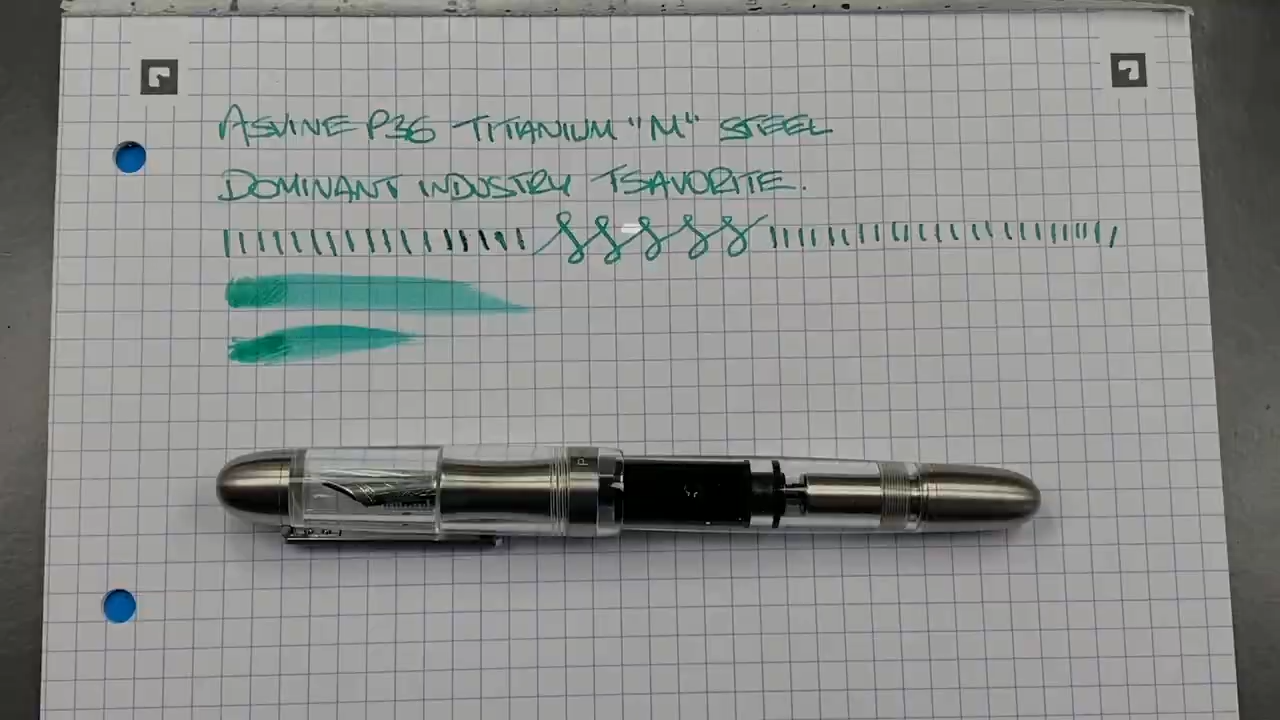 ASVINE P36 TITANIUM "M" STEEL
DOMINANT INDUSTRY TSAVORITE.
P